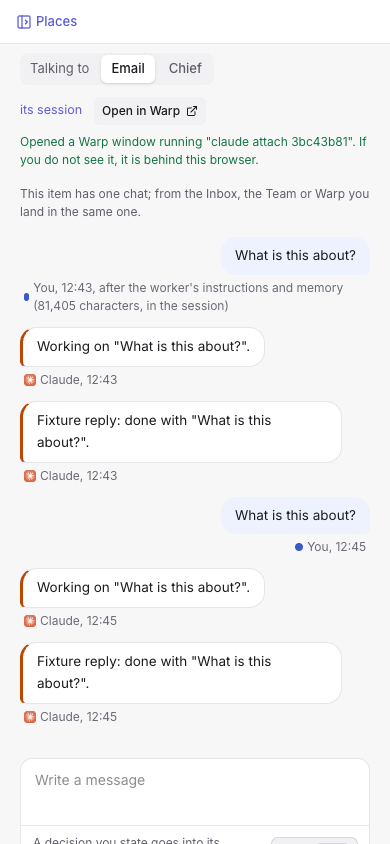 Places
Talking to Email Chief
its session Open in Warp
Opened a Warp window running "claude attach 3bc43b81". If
you do not see it, it is behind this browser.
This item has one chat; from the Inbox, the Team or Warp you
land in the same one.
What is this about?
You, 12:43, after the worker's instructions and memory
(81,405 characters, in the session)
Working on "What is this about?".
Claude, 12:43
Fixture reply: done with "What is this
about?".
Claude, 12:43
What is this about?
You, 12:45
Working on "What is this about?".
Claude, 12:45
Fixture reply: done with "What is this
about?".
Claude, 12:45
Write a message
A decision you state goes into its